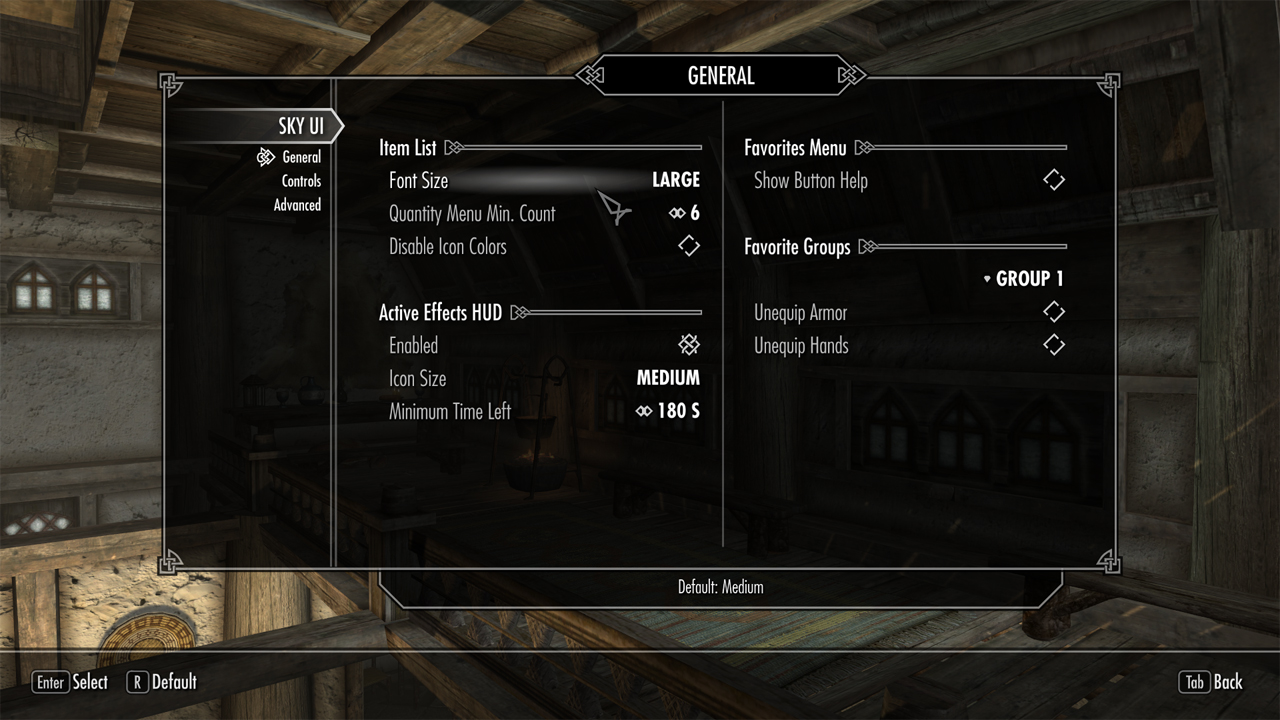 GENERAL
SKY UI
General
Controls
Advanced
Item List
Font Size LARGE
Quantity Menu Min. Count 6
Disable Icon Colors
Active Effects HUD
Enabled
Icon Size MEDIUM
Minimum Time Left 180 S
Favorites Menu
Show Button Help
Favorite Groups
GROUP 1
Unequip Armor
Unequip Hands
Default: Medium
Enter Select R Default
Tab Back